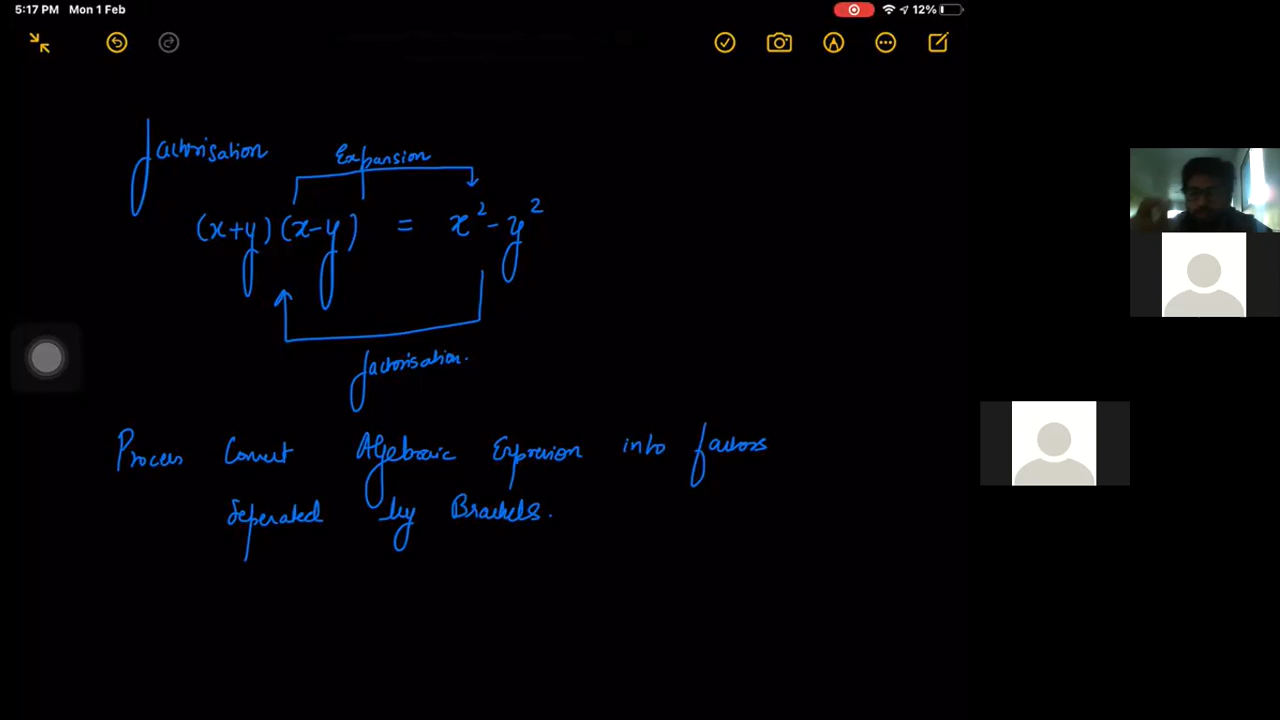 5:17 PM Mon 1 Feb 12%
factorisation
Expansion
(x+y)(x-y) = x² - y²
factorisation.
Process Convert Algebraic Expression into factors
Seperated by Brackets.